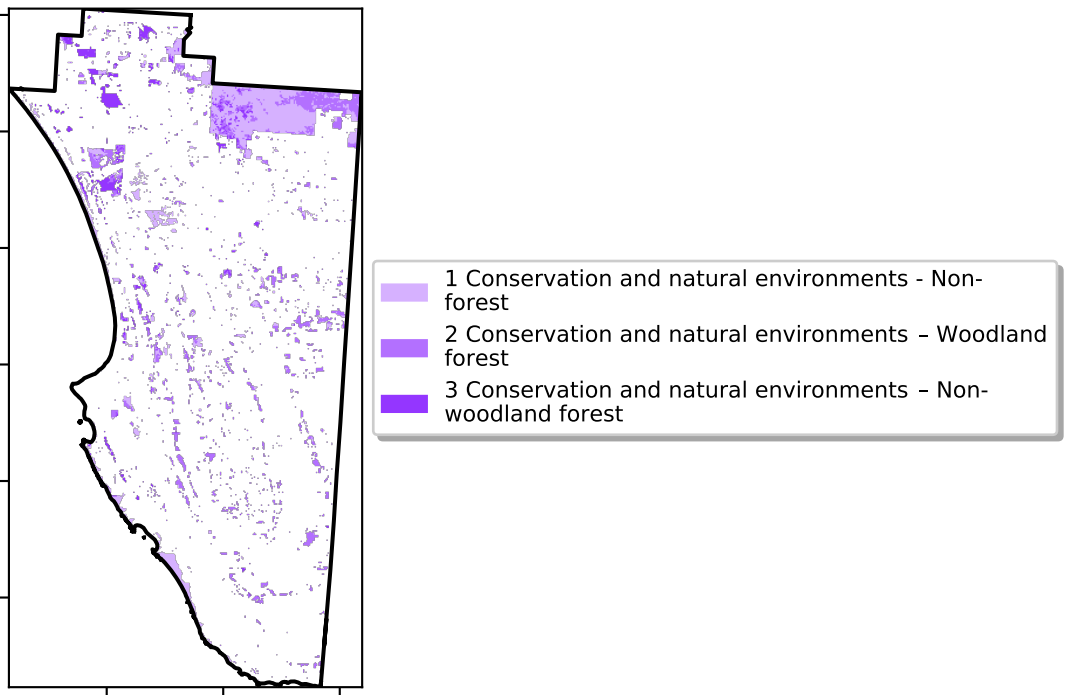 1 Conservation and natural environments - Non-
forest
2 Conservation and natural environments – Woodland
forest
3 Conservation and natural environments – Non-
woodland forest